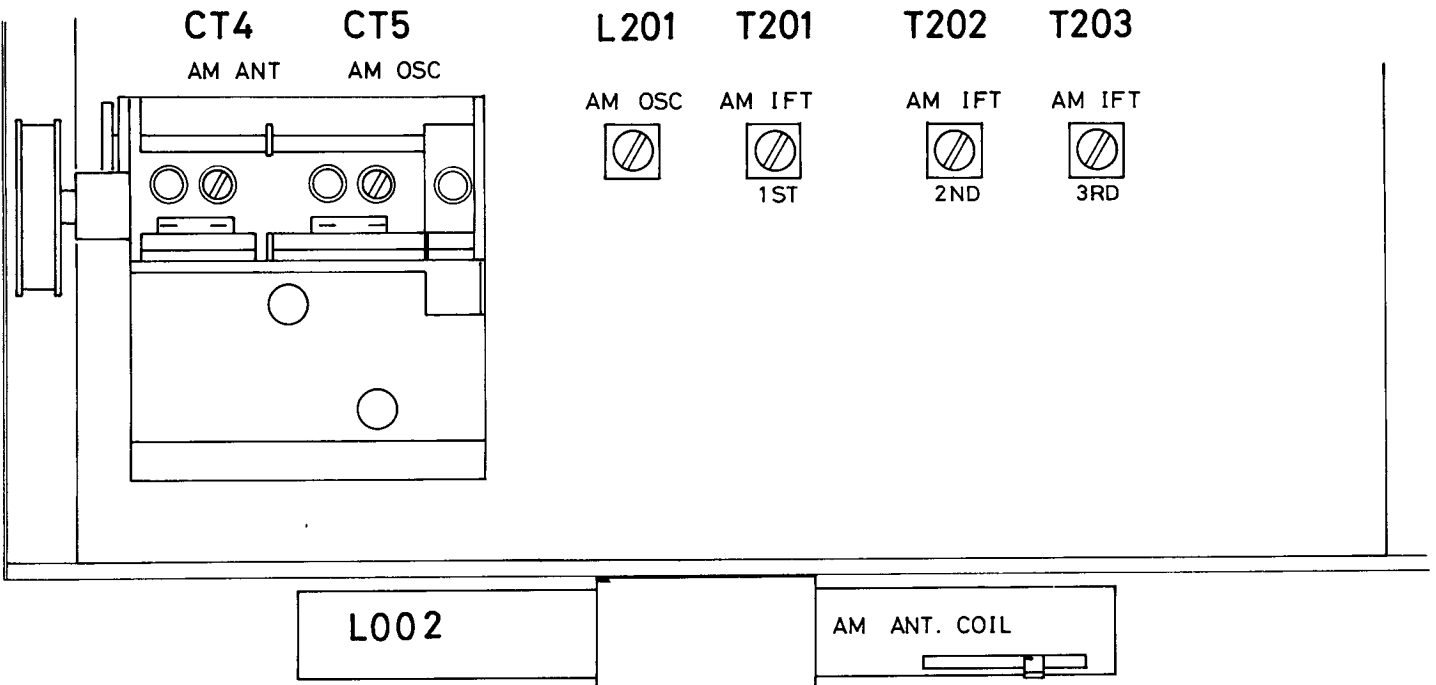 CT4 CT5 L201 T201 T202 T203
AM ANT AM OSC
AM OSC AM IFT AM IFT AM IFT
1ST 2ND 3RD
L002 AM ANT. COIL